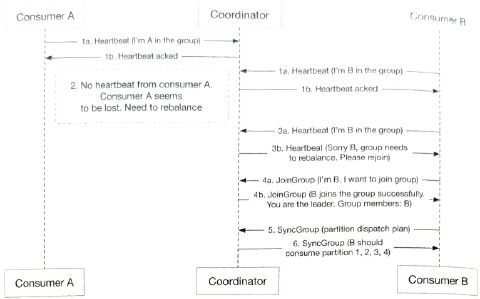 Consumer A
Coordinator
Consumer B
1a. Heartbeat (I'm A in the group)
1b. Heartbeat acked
1a. Heartbeat (I'm B in the group)
2. No heartbeat from consumer A.
Consumer A seems
to be lost. Need to rebalance
1b. Heartbeat acked
3a. Heartbeat (I'm B in the group)
3b. Heartbeat (Sorry B, group needs
to rebalance. Please rejoin)
4a. JoinGroup (I'm B. I want to join group)
4b. JoinGroup (B joins the group successfully.
You are the leader. Group members: B)
5. SyncGroup (partition dispatch plan)
6. SyncGroup (B should
consume partition 1, 2, 3, 4)
Consumer A
Coordinator
Consumer B